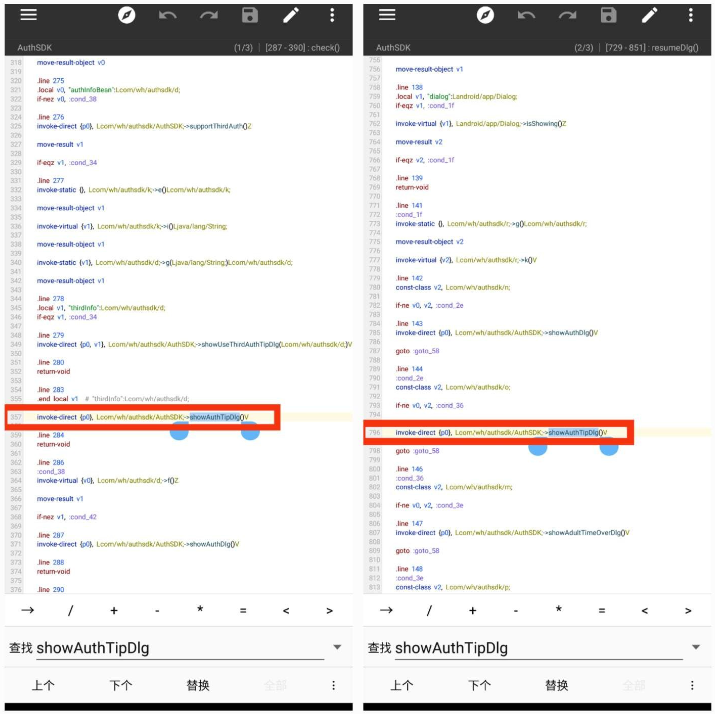 AuthSDK
(1/3) | [287 - 390] : check()
318 move-result-object v0
319
320 .line 275
321 .local v0, "authInfoBean":Lcom/wh/authsdk/d;
322 if-nez v0, :cond_38
323
324 .line 276
325 invoke-direct {p0}, Lcom/wh/authsdk/AuthSDK;->supportThirdAuth()Z
326
327 move-result v1
328
329 if-eqz v1, :cond_34
330
331 .line 277
332 invoke-static {}, Lcom/wh/authsdk/k;->e()Lcom/wh/authsdk/k;
333
334 move-result-object v1
335
336 invoke-virtual {v1}, Lcom/wh/authsdk/k;->i()Ljava/lang/String;
337
338 move-result-object v1
339
340 invoke-static {v1}, Lcom/wh/authsdk/d;->g(Ljava/lang/String;)Lcom/wh/authsdk/d;
341
342 move-result-object v1
343
344 .line 278
345 .local v1, "thirdInfo":Lcom/wh/authsdk/d;
346 if-eqz v1, :cond_34
347
348 .line 279
349 invoke-direct {p0, v1}, Lcom/wh/authsdk/AuthSDK;->showUseThirdAuthTipDlg(Lcom/wh/authsdk/d;)V
350
351 .line 280
352 return-void
353
354 .line 283
355 .end local v1 # "thirdInfo":Lcom/wh/authsdk/d;
357 invoke-direct {p0}, Lcom/wh/authsdk/AuthSDK;->showAuthTipDlg()V
359 .line 284
360 return-void
361
362 .line 286
363 :cond_38
364 invoke-virtual {v0}, Lcom/wh/authsdk/d;->f()Z
365
366 move-result v1
367
368 if-nez v1, :cond_42
369
370 .line 287
371 invoke-direct {p0}, Lcom/wh/authsdk/AuthSDK;->showAuthDlg()V
372
373 .line 288
374 return-void
375
376 .line 290
→ / + - * = < >
查找 showAuthTipDlg
上个 下个 替换 全部
AuthSDK
(2/3) | [729 - 851] : resumeDlg()
755
756 move-result-object v1
757
758 .line 138
759 .local v1, "dialog":Landroid/app/Dialog;
760 if-eqz v1, :cond_1f
761
762 invoke-virtual {v1}, Landroid/app/Dialog;->isShowing()Z
763
764 move-result v2
765
766 if-eqz v2, :cond_1f
767
768 .line 139
769 return-void
770
771 .line 141
772 :cond_1f
773 invoke-static {}, Lcom/wh/authsdk/r;->g()Lcom/wh/authsdk/r;
774
775 move-result-object v2
776
777 invoke-virtual {v2}, Lcom/wh/authsdk/r;->k()V
778
779 .line 142
780 const-class v2, Lcom/wh/authsdk/n;
781
782 if-ne v0, v2, :cond_2e
783
784 .line 143
785 invoke-direct {p0}, Lcom/wh/authsdk/AuthSDK;->showAuthDlg()V
786
787 goto :goto_58
788
789 .line 144
790 :cond_2e
791 const-class v2, Lcom/wh/authsdk/o;
792
793 if-ne v0, v2, :cond_36
794
796 invoke-direct {p0}, Lcom/wh/authsdk/AuthSDK;->showAuthTipDlg()V
798 goto :goto_58
799
800 .line 146
801 :cond_36
802 const-class v2, Lcom/wh/authsdk/m;
803
804 if-ne v0, v2, :cond_3e
805
806 .line 147
807 invoke-direct {p0}, Lcom/wh/authsdk/AuthSDK;->showAdultTimeOverDlg()V
808
809 goto :goto_58
810
811 .line 148
812 :cond_3e
813 const-class v2, Lcom/wh/authsdk/p;
→ / + - * = < >
查找 showAuthTipDlg
上个 下个 替换 全部